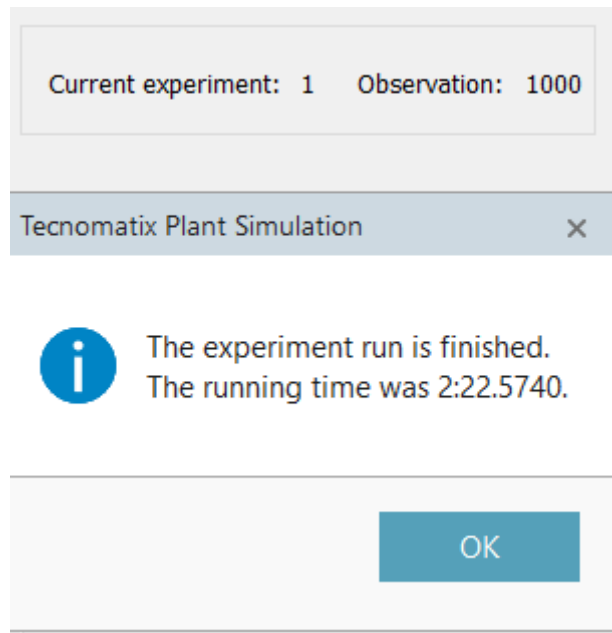 Current experiment: 1 Observation: 1000
Tecnomatix Plant Simulation
The experiment run is finished.
The running time was 2:22.5740.
OK